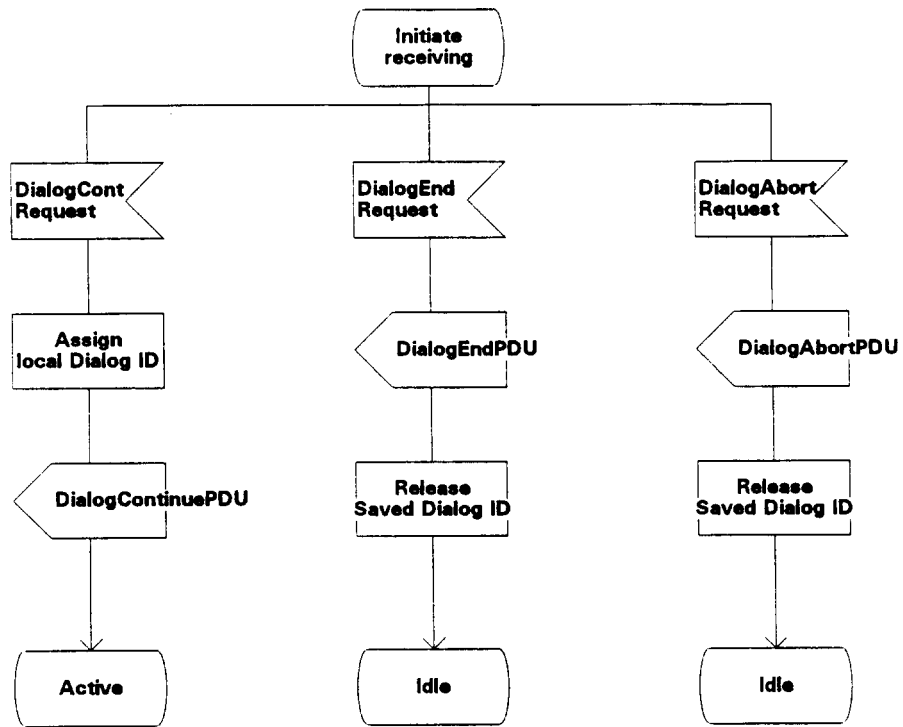 Initiate
receiving
DialogCont
Request
DialogEnd
Request
DialogAbort
Request
Assign
local Dialog ID
DialogEndPDU
DialogAbortPDU
DialogContinuePDU
Release
Saved Dialog ID
Release
Saved Dialog ID
Active
Idle
Idle